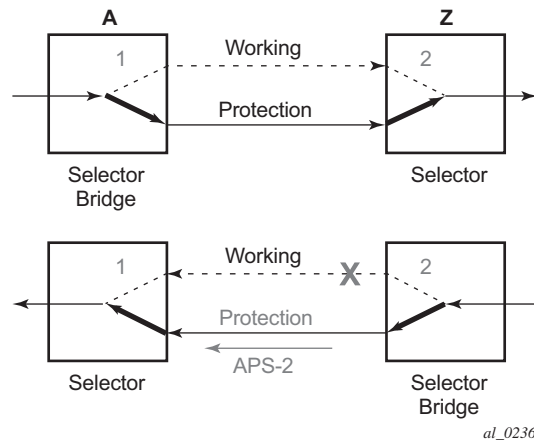 A Z
1 Working 2
Protection
Selector
Bridge
Selector
1 Working X 2
Protection
APS-2
Selector
Selector
Bridge
al_0236